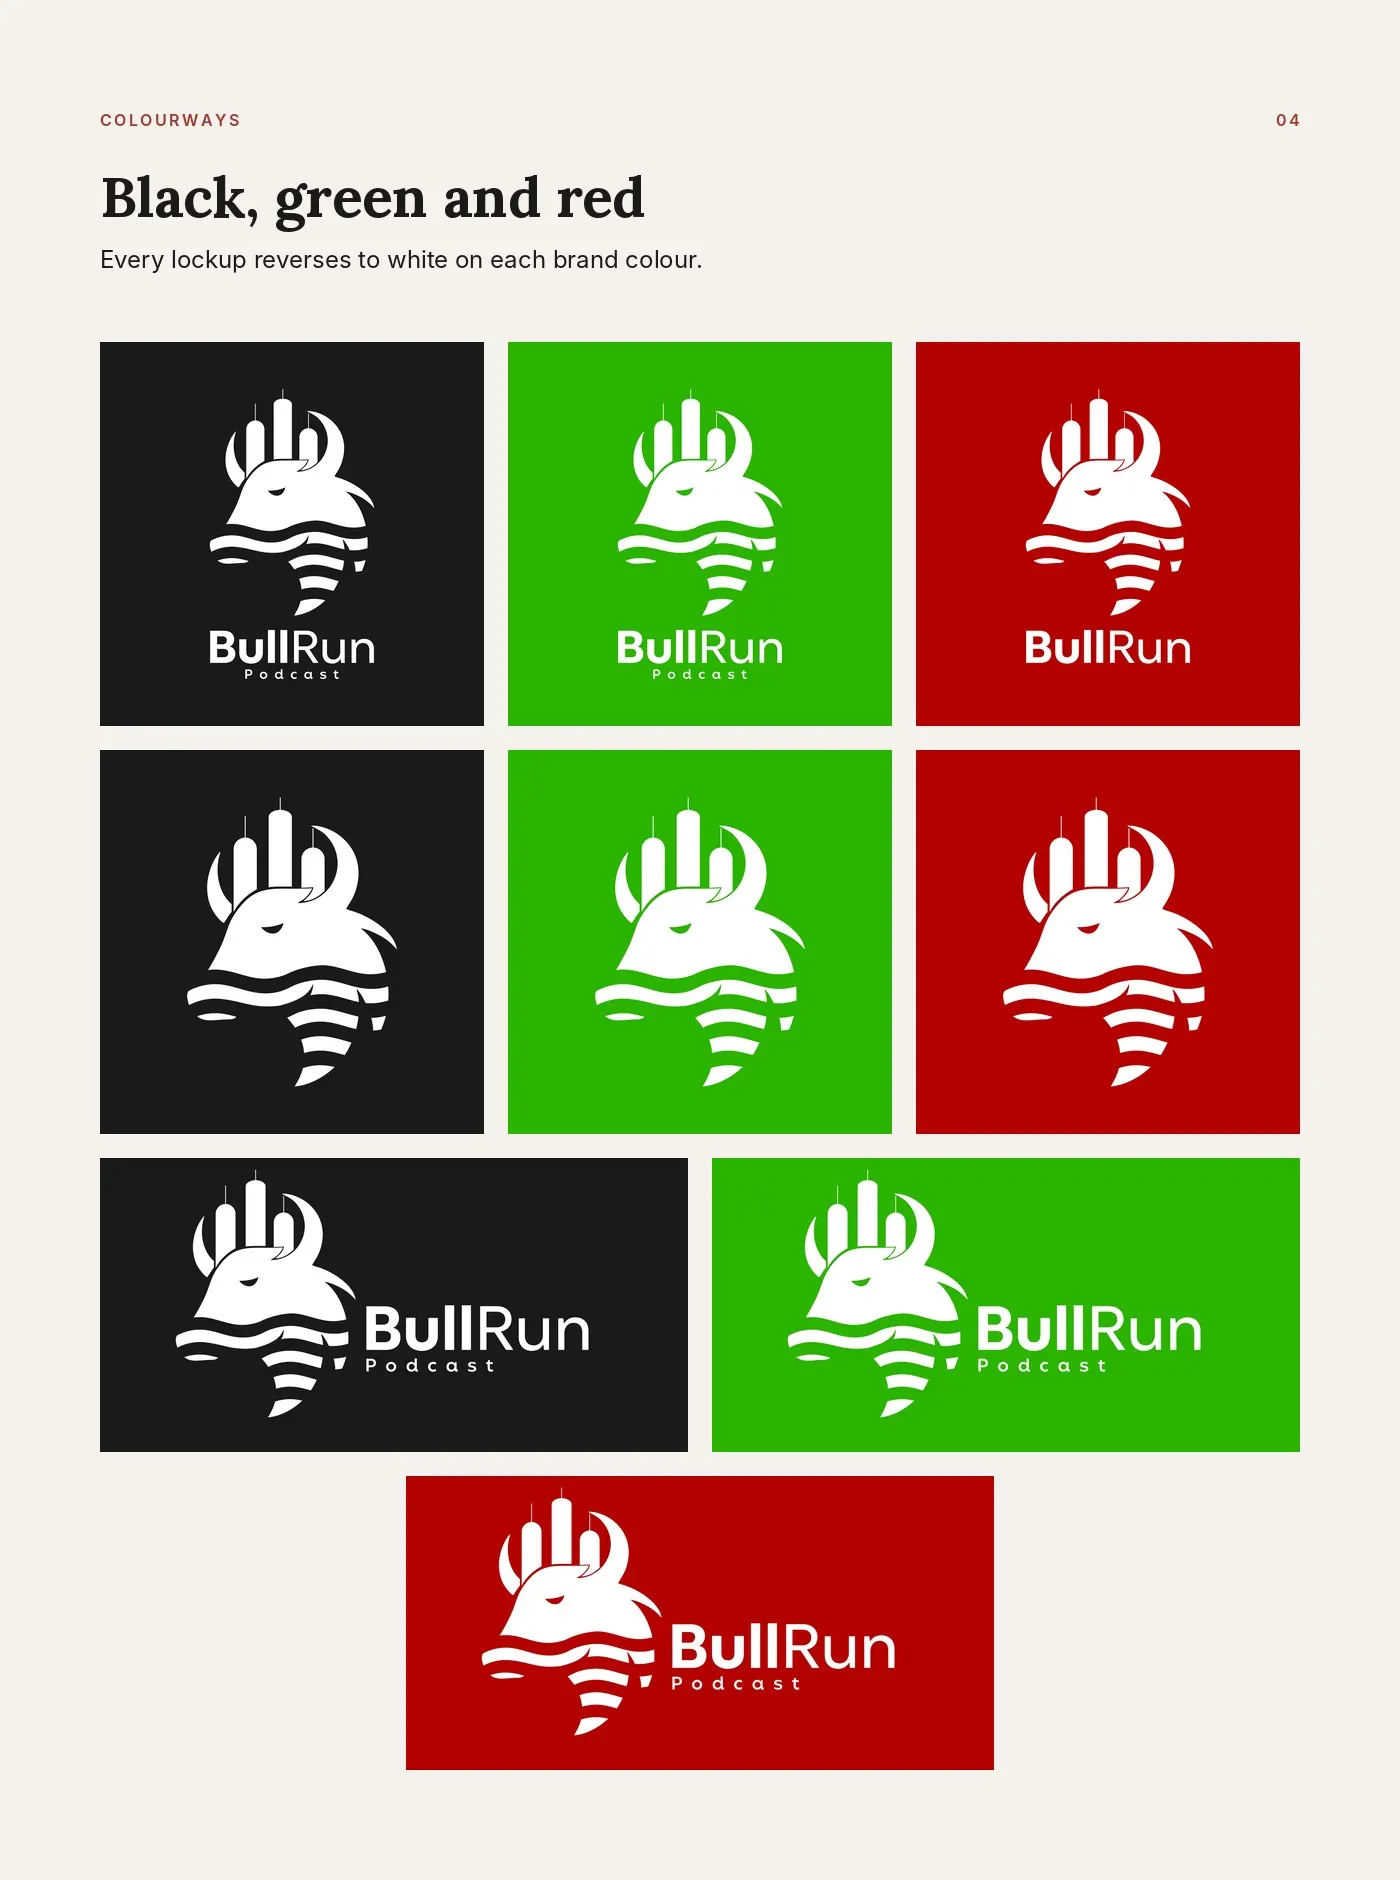 COLOURWAYS
04
Black, green and red
Every lockup reverses to white on each brand colour.
BullRun
Podcast
BullRun
Podcast
BullRun
BullRun
Podcast
BullRun
Podcast
BullRun
Podcast